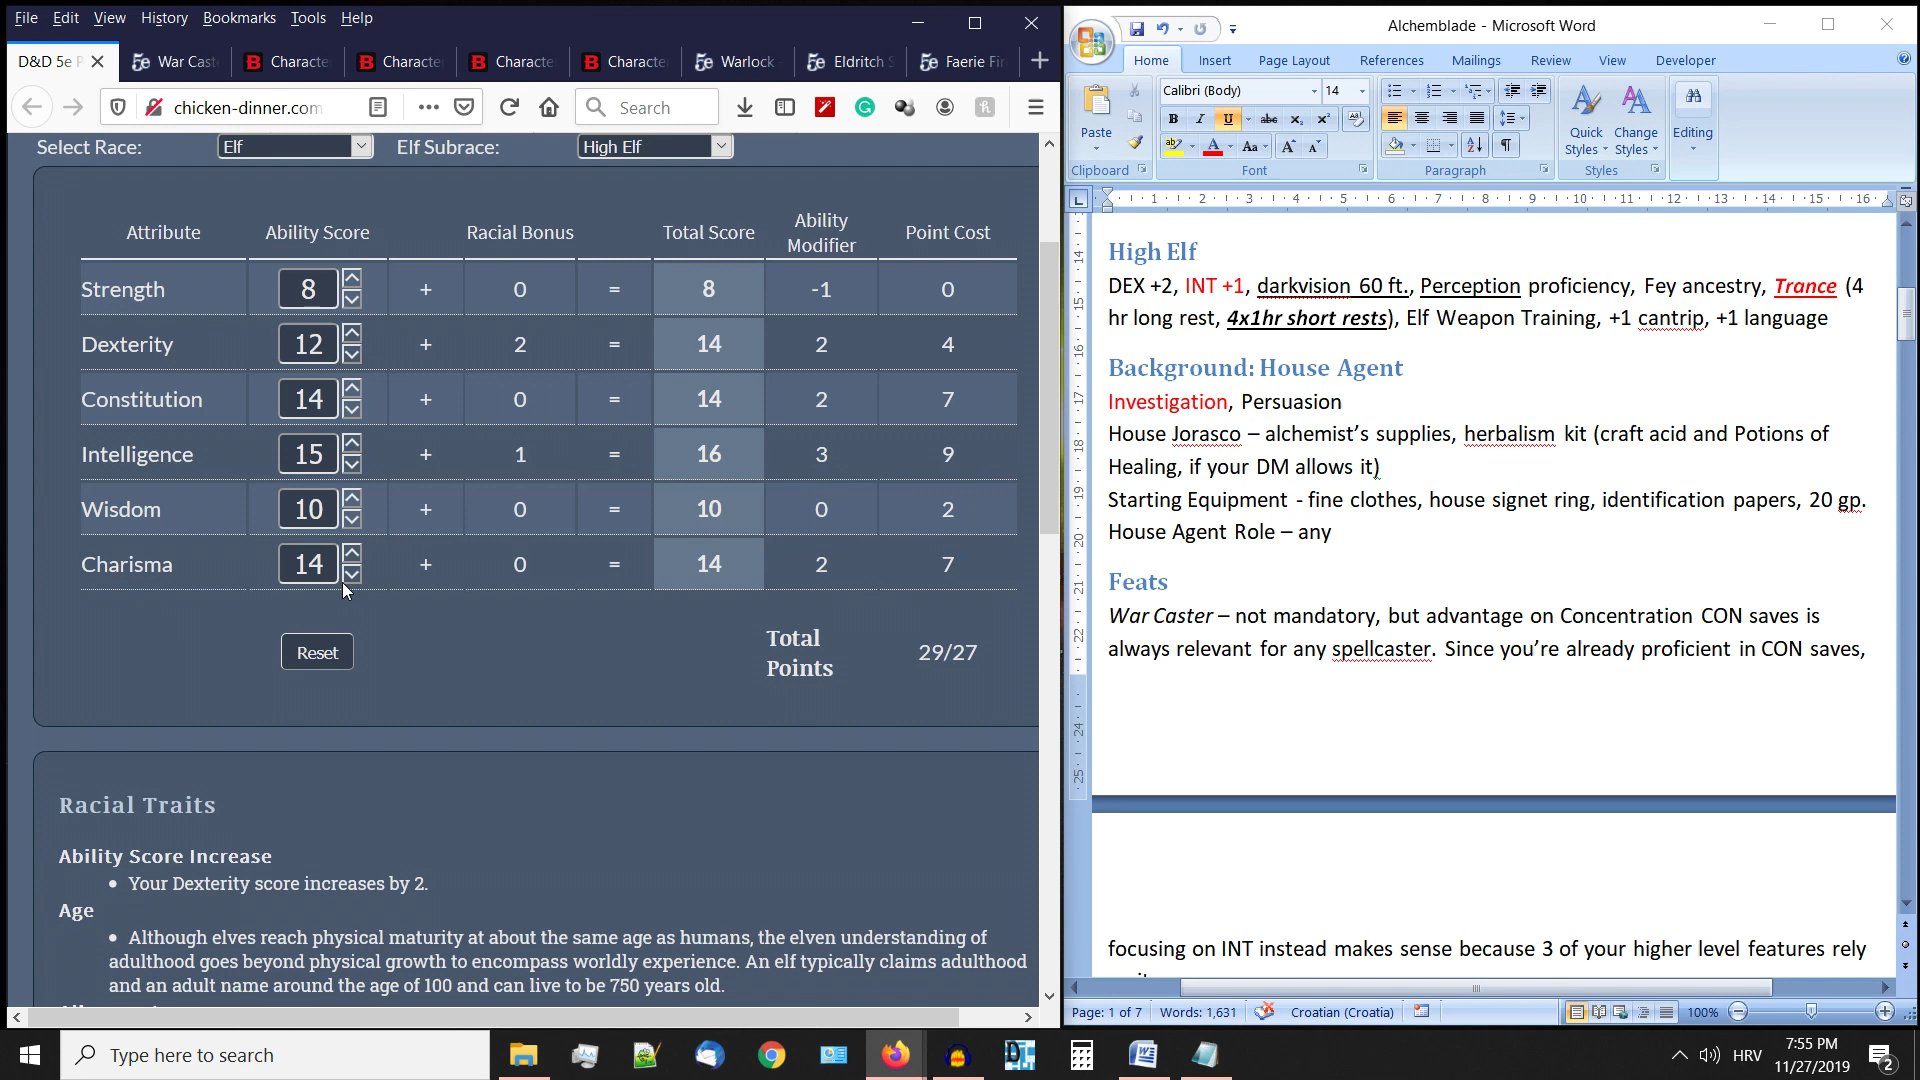 File Edit View History Bookmarks Tools Help
D&D 5e P
War Cast
Characte
Characte
Characte
Characte
Warlock
Eldritch S
Faerie Fir
chicken-dinner.com
Search
Select Race: Elf Elf Subrace: High Elf
Attribute Ability Score Racial Bonus Total Score Ability Modifier Point Cost
Strength 8 + 0 = 8 -1 0
Dexterity 12 + 2 = 14 2 4
Constitution 14 + 0 = 14 2 7
Intelligence 15 + 1 = 16 3 9
Wisdom 10 + 0 = 10 0 2
Charisma 14 + 0 = 14 2 7
Reset
Total Points 29/27
Racial Traits
Ability Score Increase
• Your Dexterity score increases by 2.
Age
• Although elves reach physical maturity at about the same age as humans, the elven understanding of
adulthood goes beyond physical growth to encompass worldly experience. An elf typically claims adulthood
and an adult name around the age of 100 and can live to be 750 years old.
Alchemblade - Microsoft Word
Home Insert Page Layout References Mailings Review View Developer
Paste
Clipboard
Calibri (Body) 14
Font
Paragraph
Quick Styles
Change Styles
Styles
Editing
High Elf
DEX +2, INT +1, darkvision 60 ft., Perception proficiency, Fey ancestry, Trance (4
hr long rest, 4x1hr short rests), Elf Weapon Training, +1 cantrip, +1 language
Background: House Agent
Investigation, Persuasion
House Jorasco – alchemist’s supplies, herbalism kit (craft acid and Potions of
Healing, if your DM allows it)
Starting Equipment - fine clothes, house signet ring, identification papers, 20 gp.
House Agent Role – any
Feats
War Caster – not mandatory, but advantage on Concentration CON saves is
always relevant for any spellcaster. Since you’re already proficient in CON saves,
focusing on INT instead makes sense because 3 of your higher level features rely
Page: 1 of 7 Words: 1,631 Croatian (Croatia) 100%
Type here to search
HRV
7:55 PM
11/27/2019
2